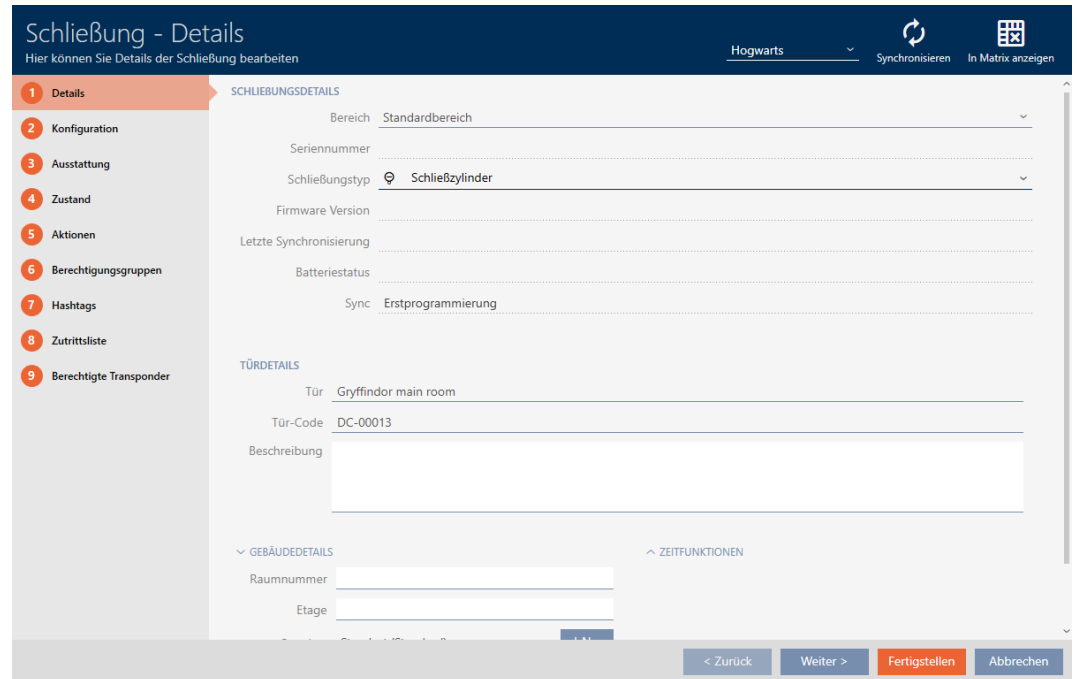 Schließung - Details
Hier können Sie Details der Schließung bearbeiten
Hogwarts
Synchronisieren
In Matrix anzeigen
1 Details
2 Konfiguration
3 Ausstattung
4 Zustand
5 Aktionen
6 Berechtigungsgruppen
7 Hashtags
8 Zutrittsliste
9 Berechtigte Transponder
SCHLIEßUNGSDETAILS
Bereich Standardbereich
Seriennummer
Schließungstyp Schließzylinder
Firmware Version
Letzte Synchronisierung
Batteriestatus
Sync Erstprogrammierung
TÜRDETAILS
Tür Gryffindor main room
Tür-Code DC-00013
Beschreibung
GEBÄUDEDETAILS
ZEITFUNKTIONEN
Raumnummer
Etage
< Zurück
Weiter >
Fertigstellen
Abbrechen